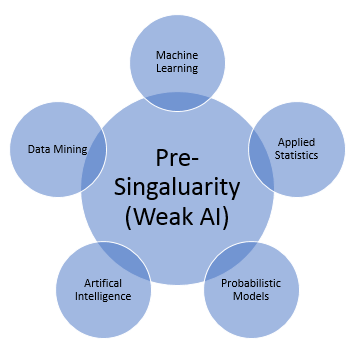 Machine
Learning
Data Mining
Applied
Statistics
Pre-
Singaluarity
(Weak AI)
Artifical
Intelligence
Probabilistic
Models